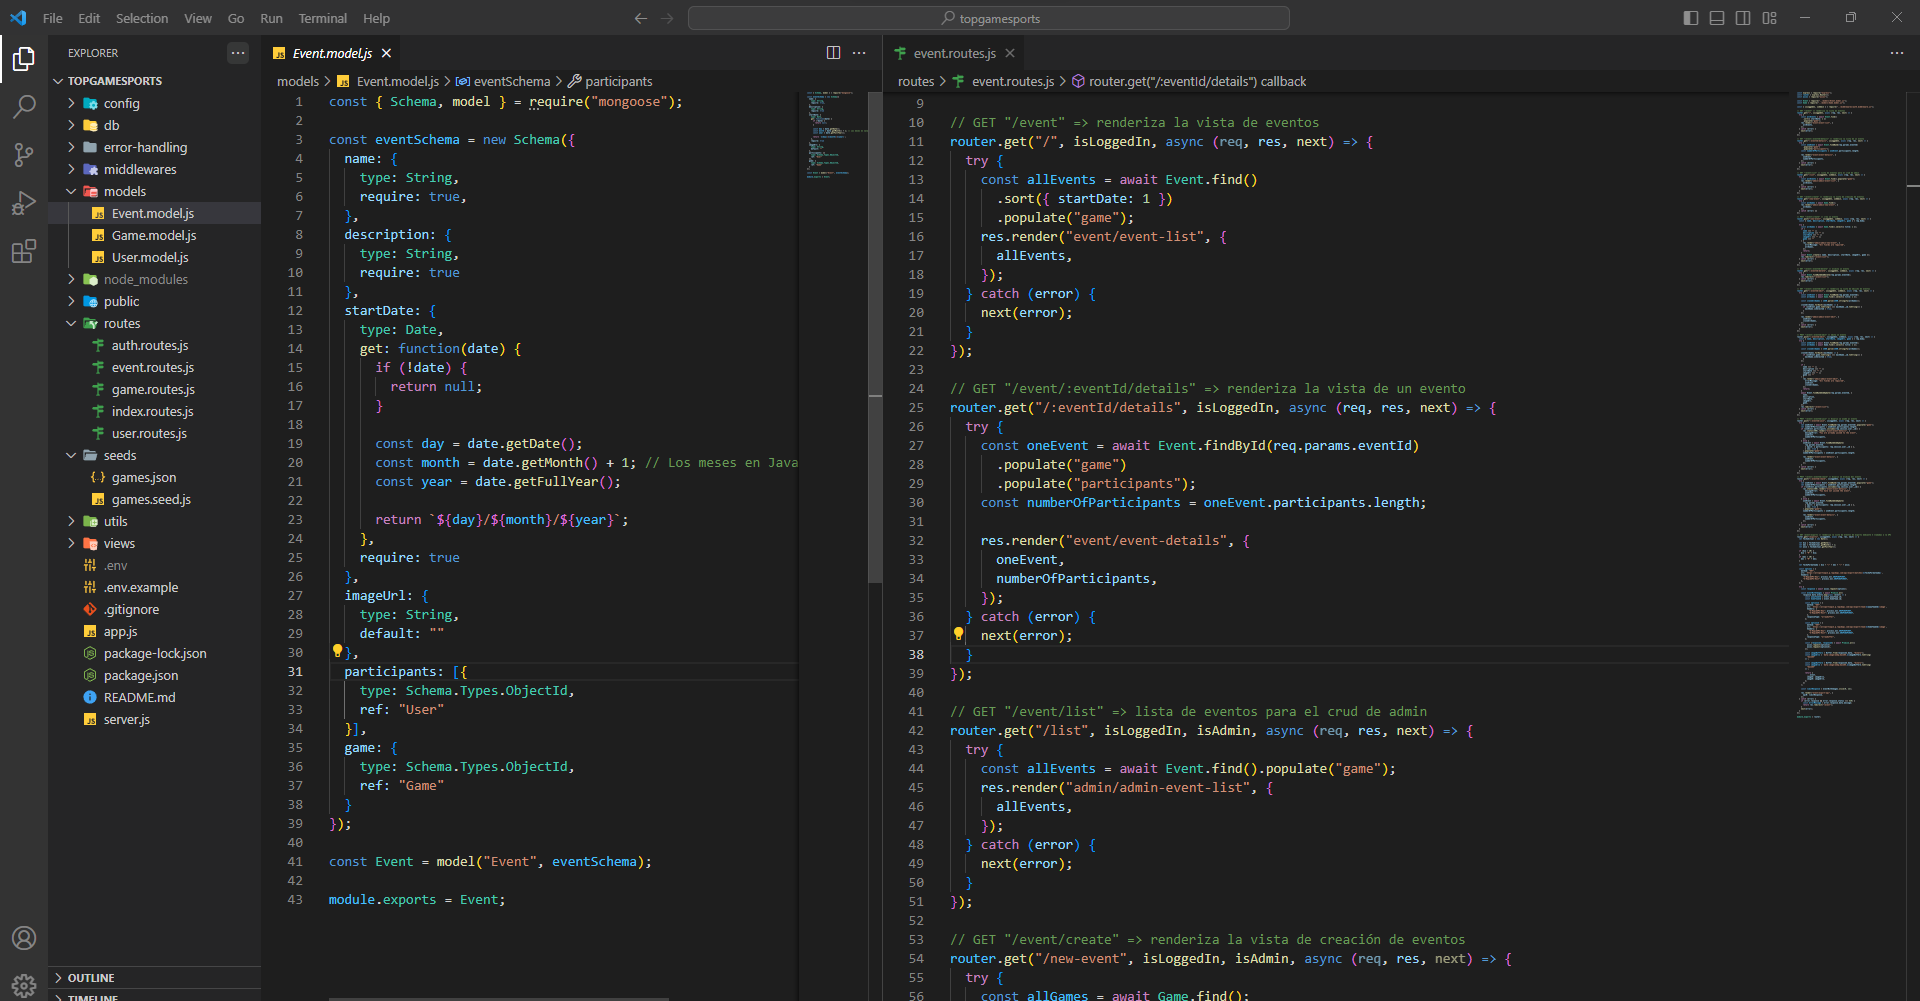 File Edit Selection View Go Run Terminal Help
topgamesports
EXPLORER
TOPGAMESPORTS
config
db
error-handling
middlewares
models
Event.model.js
Game.model.js
User.model.js
node_modules
public
routes
auth.routes.js
event.routes.js
game.routes.js
index.routes.js
user.routes.js
seeds
games.json
games.seed.js
utils
views
.env
.env.example
.gitignore
app.js
package-lock.json
package.json
README.md
server.js
OUTLINE
TIMELINE
Event.model.js
models > Event.model.js > eventSchema > participants
1 const { Schema, model } = require("mongoose");
2
3 const eventSchema = new Schema({
4 name: {
5 type: String,
6 require: true,
7 },
8 description: {
9 type: String,
10 require: true
11 },
12 startDate: {
13 type: Date,
14 get: function(date) {
15 if (!date) {
16 return null;
17 }
18
19 const day = date.getDate();
20 const month = date.getMonth() + 1; // Los meses en Java
21 const year = date.getFullYear();
22
23 return `${day}/${month}/${year}`;
24 },
25 require: true
26 },
27 imageUrl: {
28 type: String,
29 default: ""
30 },
31 participants: [{
32 type: Schema.Types.ObjectId,
33 ref: "User"
34 }],
35 game: {
36 type: Schema.Types.ObjectId,
37 ref: "Game"
38 }
39 });
40
41 const Event = model("Event", eventSchema);
42
43 module.exports = Event;
event.routes.js
routes > event.routes.js > router.get("/:eventId/details") callback
9
10 // GET "/event" => renderiza la vista de eventos
11 router.get("/", isLoggedIn, async (req, res, next) => {
12 try {
13 const allEvents = await Event.find()
14 .sort({ startDate: 1 })
15 .populate("game");
16 res.render("event/event-list", {
17 allEvents,
18 });
19 } catch (error) {
20 next(error);
21 }
22 });
23
24 // GET "/event/:eventId/details" => renderiza la vista de un evento
25 router.get("/:eventId/details", isLoggedIn, async (req, res, next) => {
26 try {
27 const oneEvent = await Event.findById(req.params.eventId)
28 .populate("game")
29 .populate("participants");
30 const numberOfParticipants = oneEvent.participants.length;
31
32 res.render("event/event-details", {
33 oneEvent,
34 numberOfParticipants,
35 });
36 } catch (error) {
37 next(error);
38 }
39 });
40
41 // GET "/event/list" => lista de eventos para el crud de admin
42 router.get("/list", isLoggedIn, isAdmin, async (req, res, next) => {
43 try {
44 const allEvents = await Event.find().populate("game");
45 res.render("admin/admin-event-list", {
46 allEvents,
47 });
48 } catch (error) {
49 next(error);
50 }
51 });
52
53 // GET "/event/create" => renderiza la vista de creación de eventos
54 router.get("/new-event", isLoggedIn, isAdmin, async (req, res, next) => {
55 try {
56 const allGames = await Game.find();